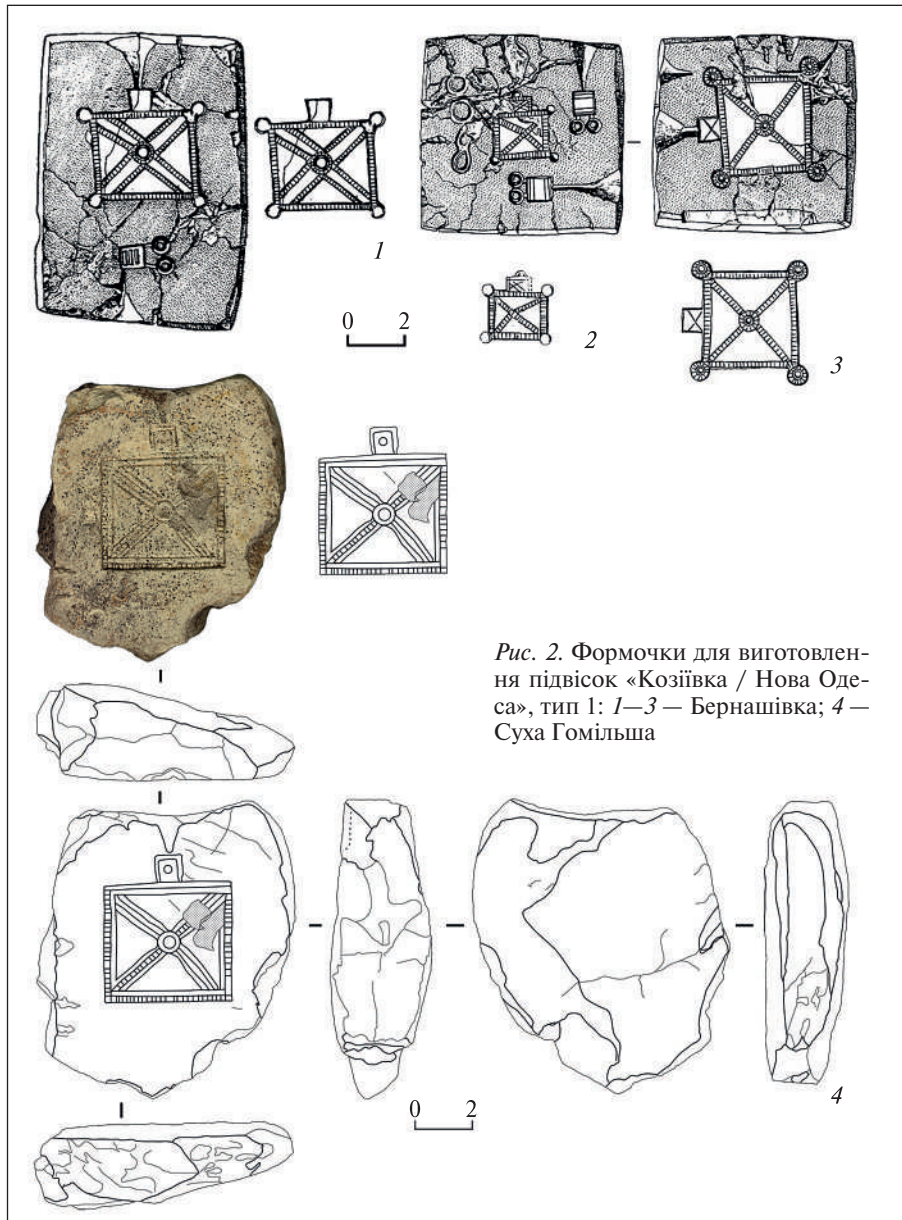 1
0 2
2
3
Рис. 2. Формочки для виготовлен-
ня підвісок «Козіївка / Нова Оде-
са», тип 1: 1—3 — Бернашівка; 4 —
Суха Гомільша
0 2
4